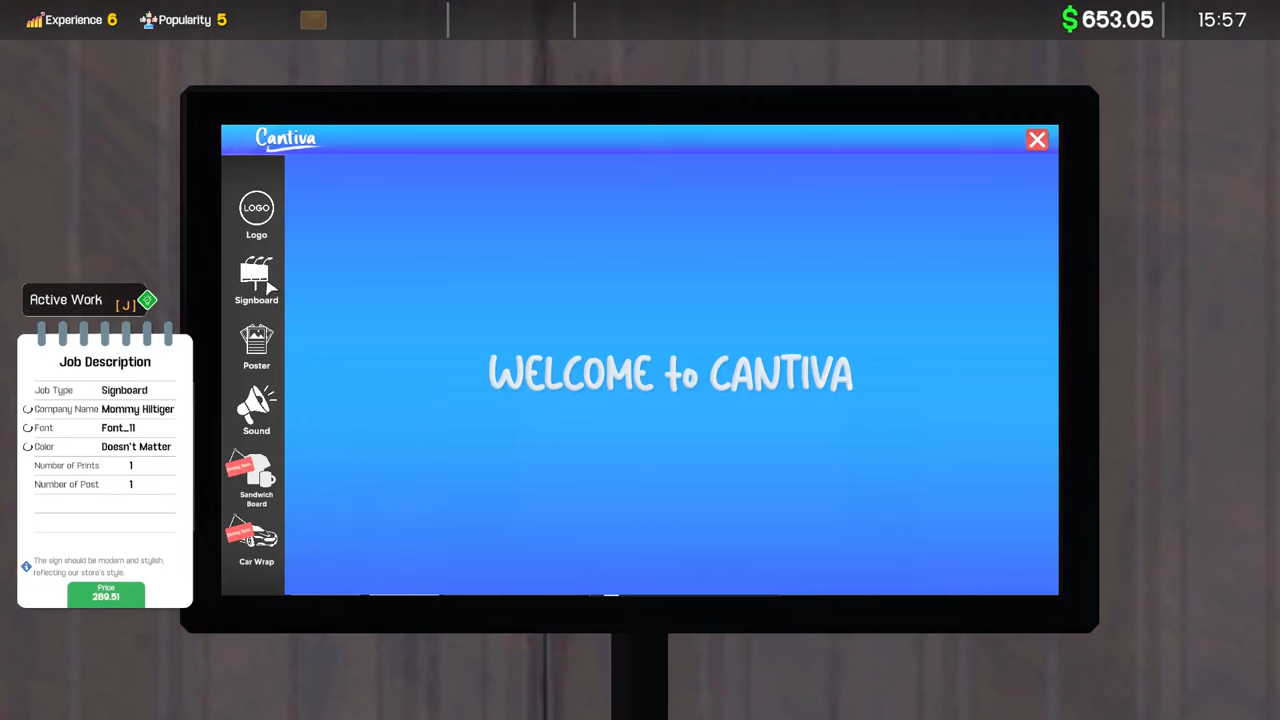 Experience 6
Popularity 5
$653.05
15:57
Cantiva
LOGO
Logo
Signboard
Poster
Sound
Sandwich
Board
Car Wrap
WELCOME to CANTIVA
Active Work [J]
Job Description
Job Type Signboard
Company Name Mommy Hiltiger
Font Font_11
Color Doesn't Matter
Number of Prints 1
Number of Post 1
The sign should be modern and stylish,
reflecting our store's style.
Price
289.51